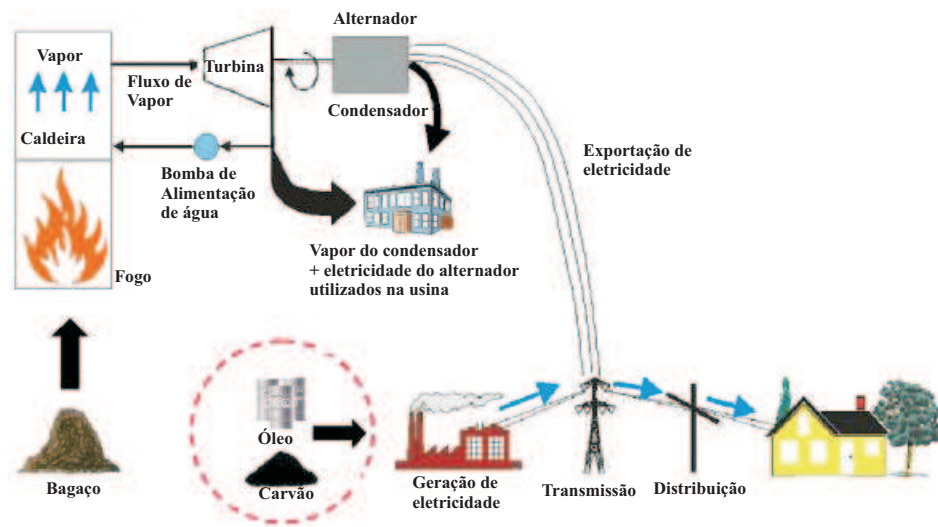 Alternador
Vapor
Turbina
Fluxo de
Vapor
Condensador
Caldeira
Exportação de
eletricidade
Bomba de
Alimentação
de água
Vapor do condensador
+ eletricidade do alternador
utilizados na usina
Fogo
Óleo
Carvão
Bagaço
Geração de
eletricidade
Transmissão
Distribuição